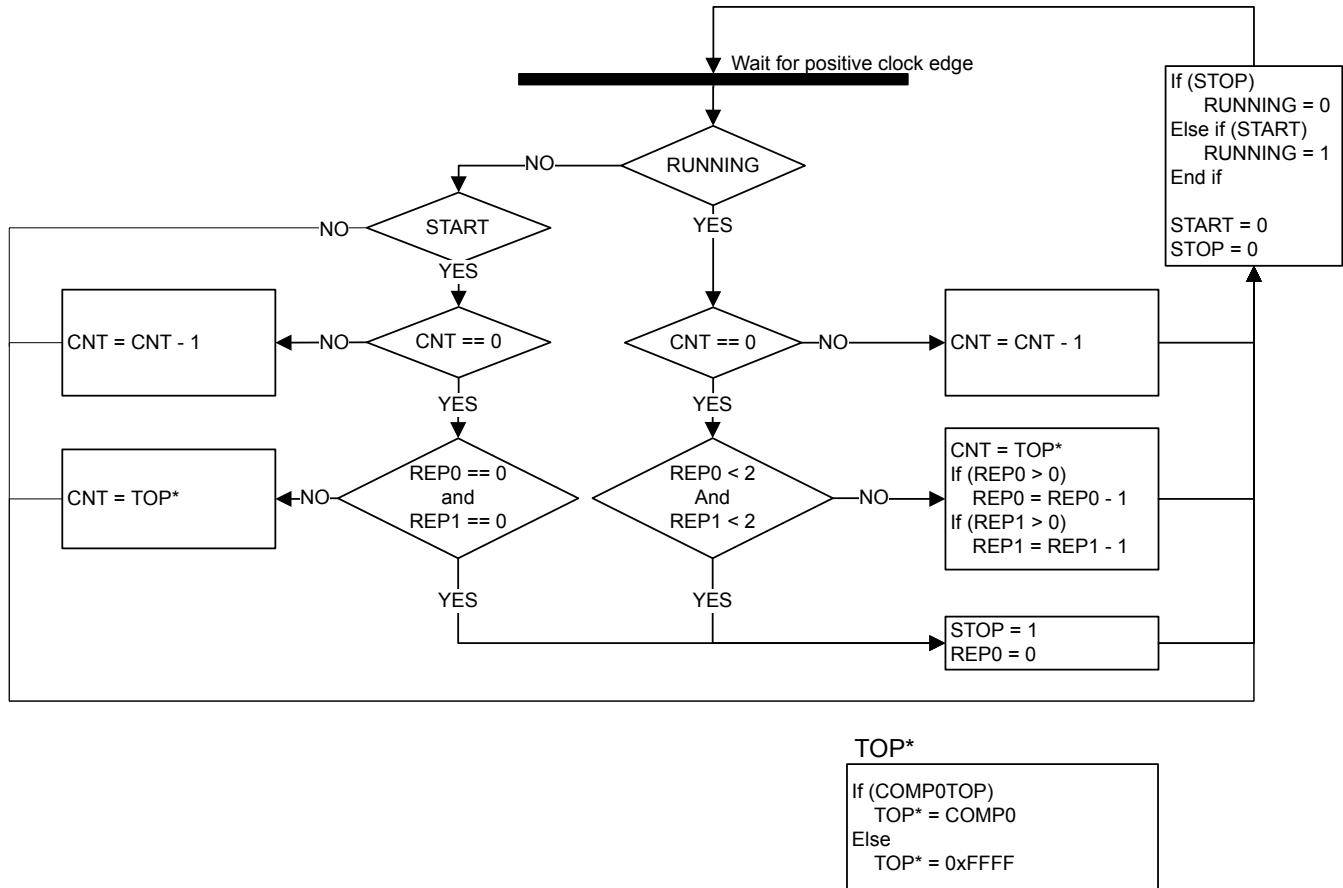 Wait for positive clock edge
If (STOP)
RUNNING = 0
Else if (START)
RUNNING = 1
End if
START = 0
STOP = 0
NO
RUNNING
NO
START
YES
YES
CNT = CNT - 1
NO
CNT == 0
CNT == 0
NO
CNT = CNT - 1
YES
YES
CNT = TOP*
NO
REP0 == 0
and
REP1 == 0
REP0 < 2
And
REP1 < 2
NO
CNT = TOP*
If (REP0 > 0)
REP0 = REP0 - 1
If (REP1 > 0)
REP1 = REP1 - 1
YES
YES
STOP = 1
REP0 = 0
TOP*
If (COMP0TOP)
TOP* = COMP0
Else
TOP* = 0xFFFF